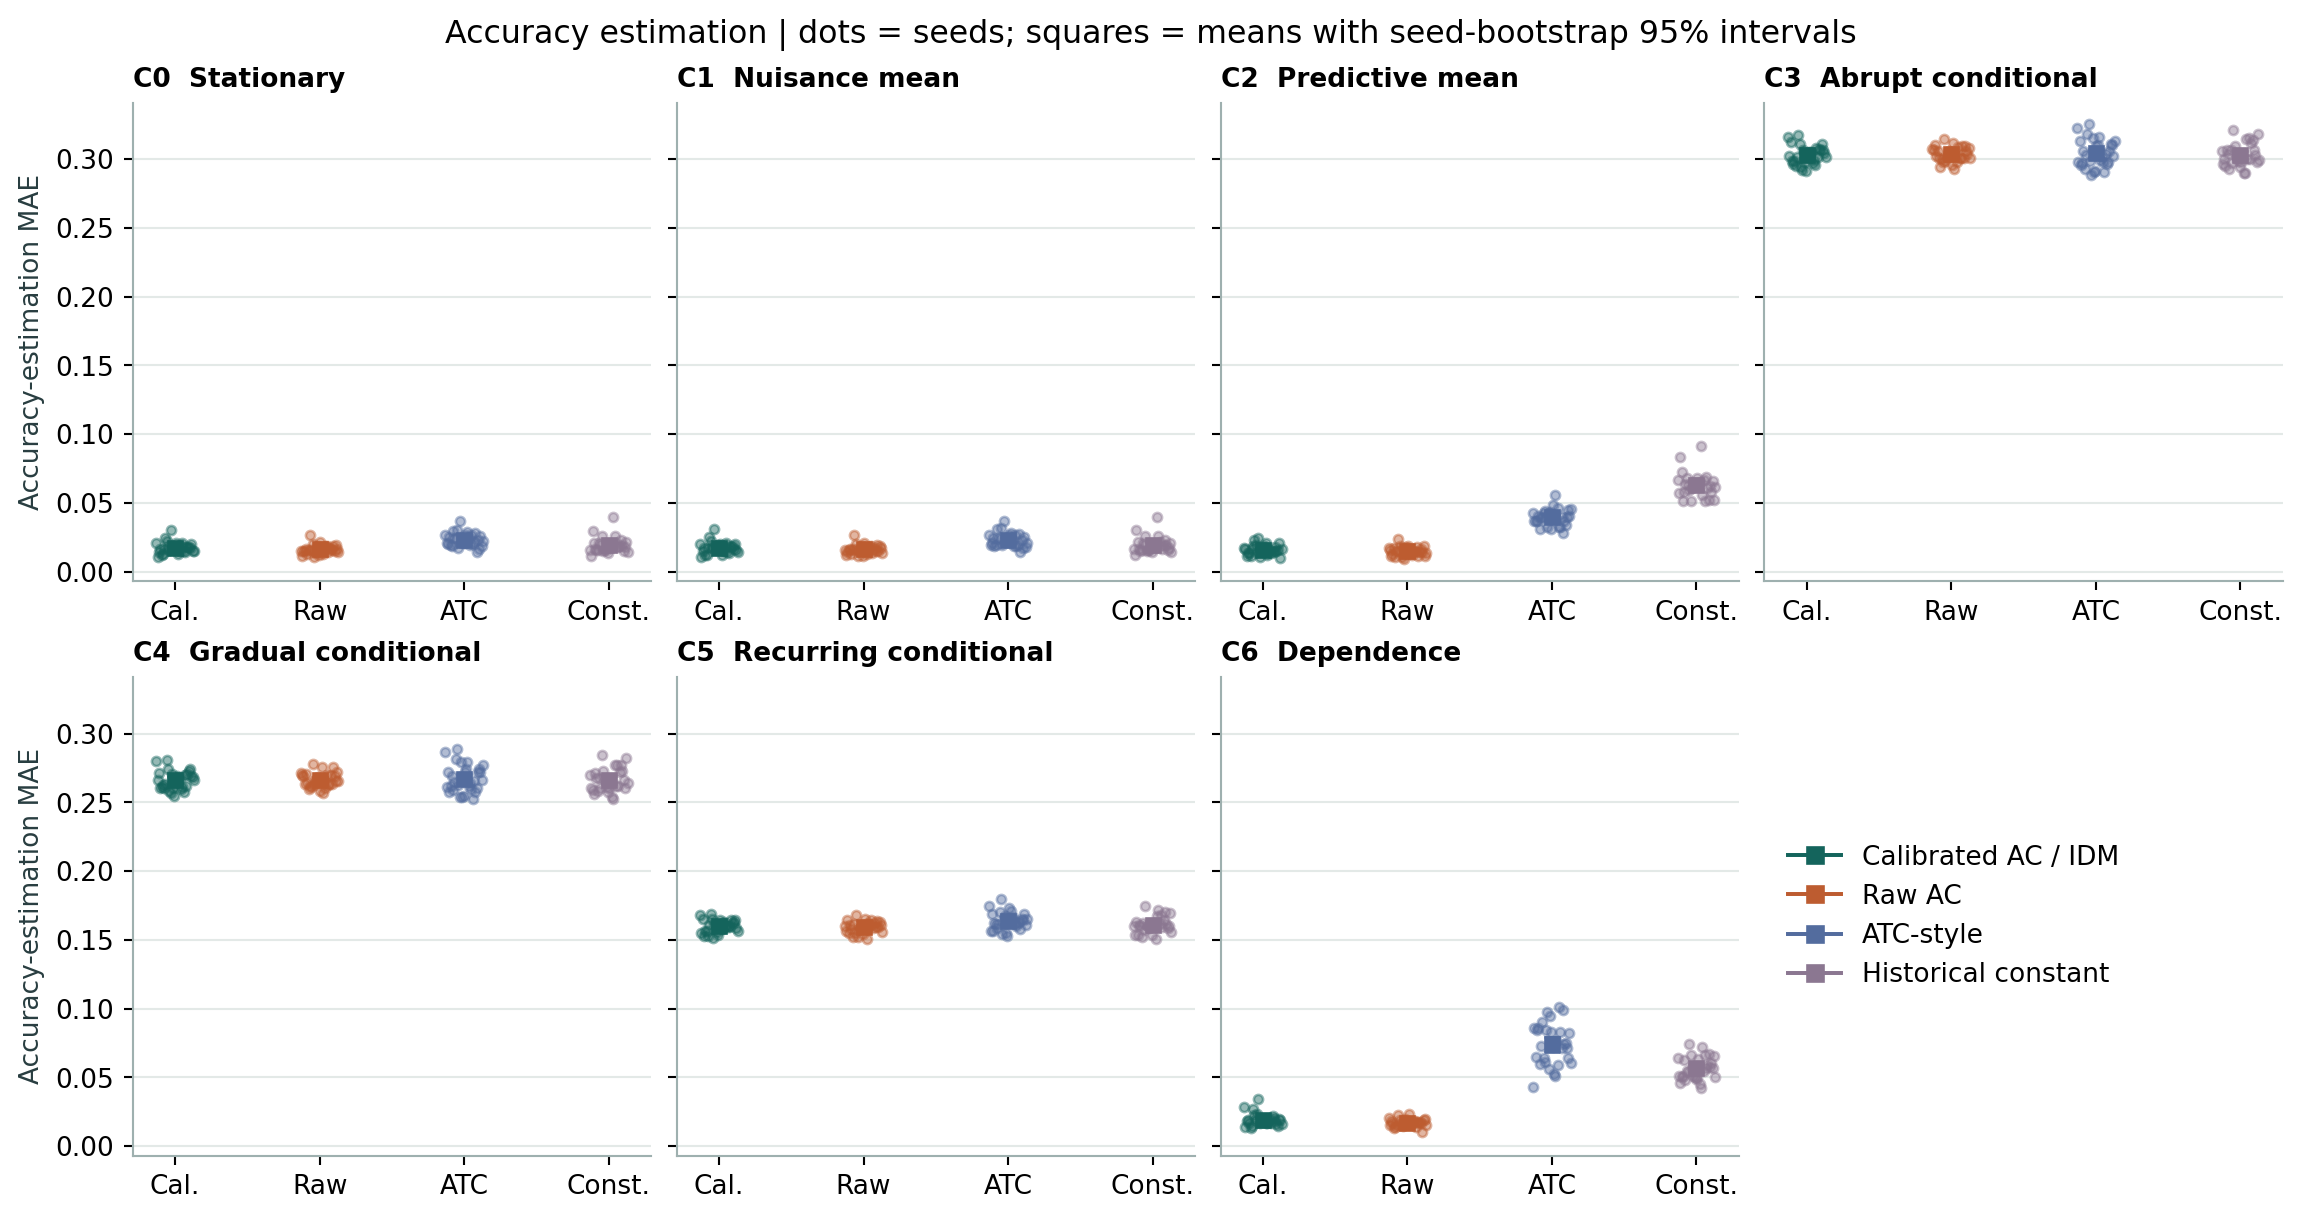 Accuracy estimation | dots = seeds; squares = means with seed-bootstrap 95% intervals
C0 Stationary
C1 Nuisance mean
C2 Predictive mean
C3 Abrupt conditional
Accuracy-estimation MAE
0.30
0.25
0.20
0.15
0.10
0.05
0.00
Cal. Raw ATC Const.
Cal. Raw ATC Const.
Cal. Raw ATC Const.
Cal. Raw ATC Const.
C4 Gradual conditional
C5 Recurring conditional
C6 Dependence
Accuracy-estimation MAE
0.30
0.25
0.20
0.15
0.10
0.05
0.00
Cal. Raw ATC Const.
Cal. Raw ATC Const.
Cal. Raw ATC Const.
Calibrated AC / IDM
Raw AC
ATC-style
Historical constant